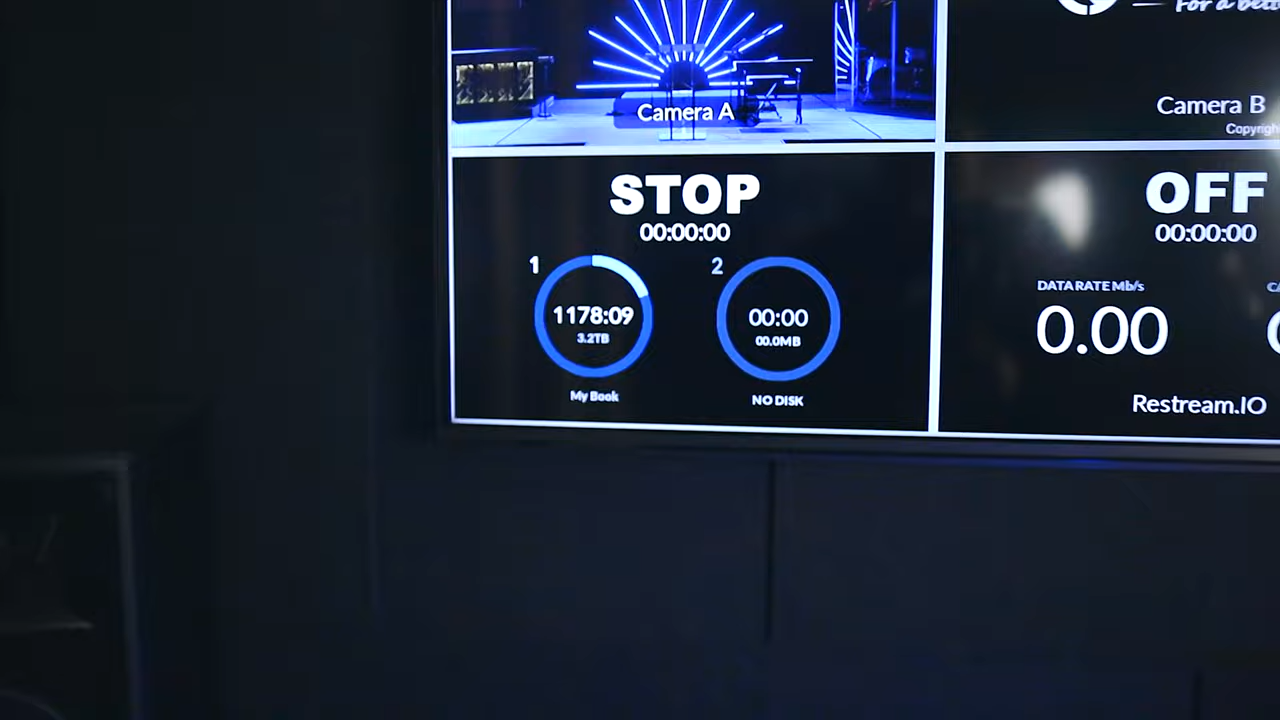 For a bett
Camera A
Camera B
Copyrigh
STOP
00:00:00
1
1178:09
3.2TB
My Book
2
00:00
00.0MB
NO DISK
OFF
00:00:00
DATA RATE Mb/s
0.00
Restream.IO